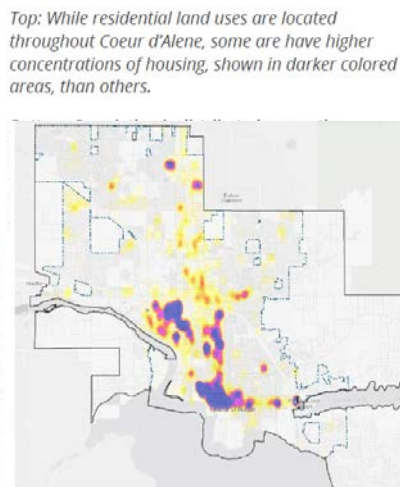 Top: While residential land uses are located
throughout Coeur d'Alene, some are have higher
concentrations of housing, shown in darker colored
areas, than others.